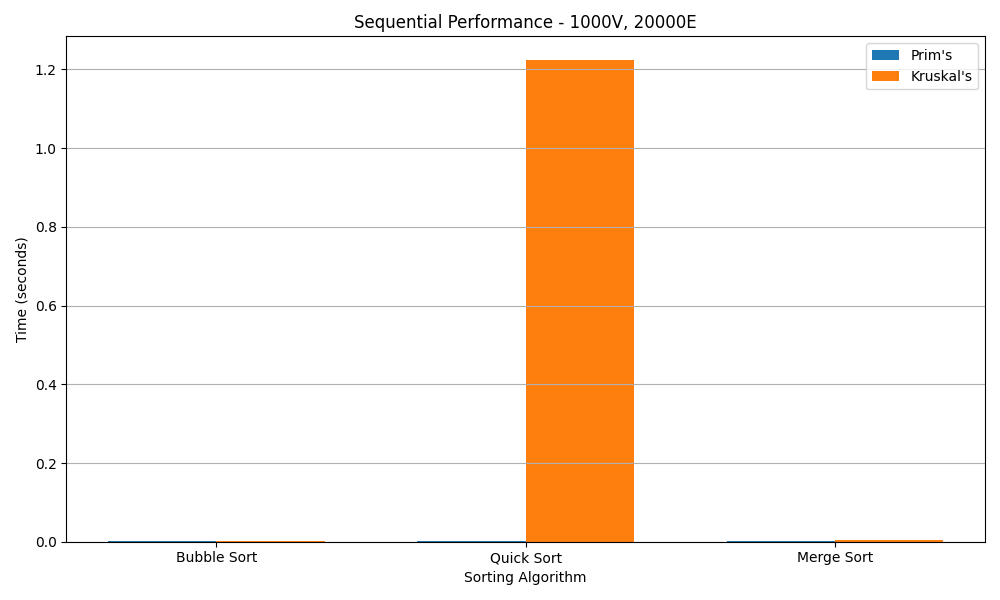 Sequential Performance - 1000V, 20000E
Prim's
Kruskal's
1.2
1.0
0.8
0.6
0.4
0.2
0.0
Time (seconds)
Bubble Sort
Quick Sort
Merge Sort
Sorting Algorithm